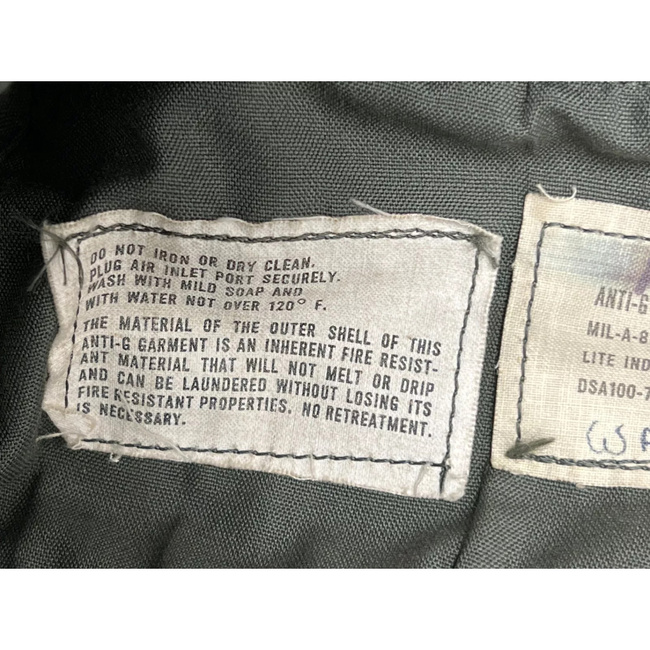 DO NOT IRON OR DRY CLEAN.
PLUG AIR INLET PORT SECURELY.
WASH WITH MILD SOAP AND
WITH WATER NOT OVER 120° F.
THE MATERIAL OF THE OUTER SHELL OF THIS
ANTI-G GARMENT IS AN INHERENT FIRE RESIST-
ANT MATERIAL THAT WILL NOT MELT OR DRIP
AND CAN BE LAUNDERED WITHOUT LOSING ITS
FIRE RESISTANT PROPERTIES. NO RETREATMENT.
IS NECESSARY.
ANTI-G
MIL-A-8
LITE IND
DSA100-7
WA